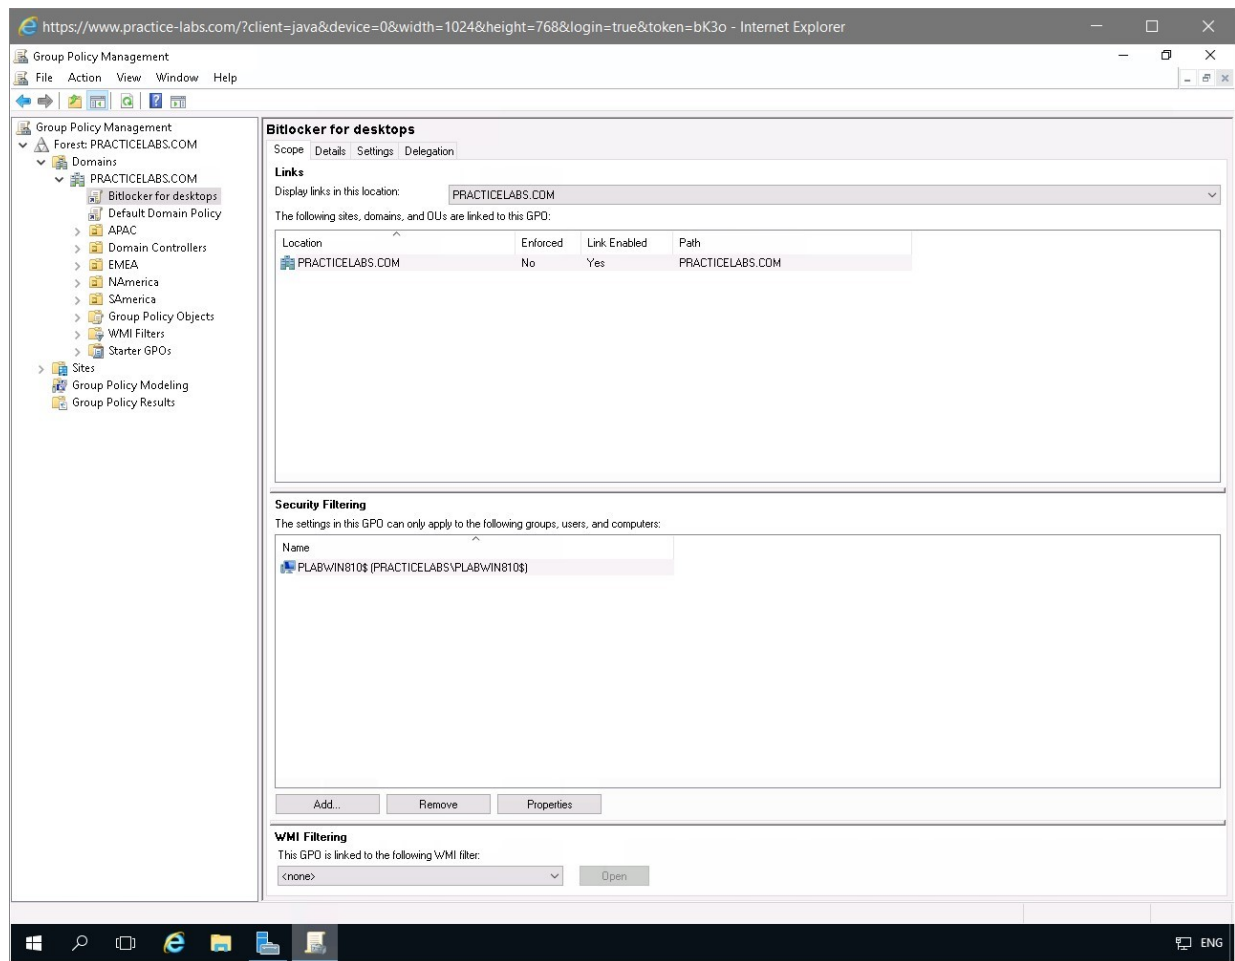 https://www.practice-labs.com/?client=java&device=0&width=1024&height=768&login=true&token=bK3o - Internet Explorer
Group Policy Management
File Action View Window Help
Group Policy Management
Forest: PRACTICELABS.COM
Domains
PRACTICELABS.COM
Bitlocker for desktops
Default Domain Policy
APAC
Domain Controllers
EMEA
NAmerica
SAmerica
Group Policy Objects
WMI Filters
Starter GPOs
Sites
Group Policy Modeling
Group Policy Results
Bitlocker for desktops
Scope Details Settings Delegation
Links
Display links in this location: PRACTICELABS.COM
The following sites, domains, and OUs are linked to this GPO:
Location Enforced Link Enabled Path
PRACTICELABS.COM No Yes PRACTICELABS.COM
Security Filtering
The settings in this GPO can only apply to the following groups, users, and computers:
Name
PLABWIN810$ (PRACTICELABS\PLABWIN810$)
Add... Remove Properties
WMI Filtering
This GPO is linked to the following WMI filter:
<none> Open
ENG